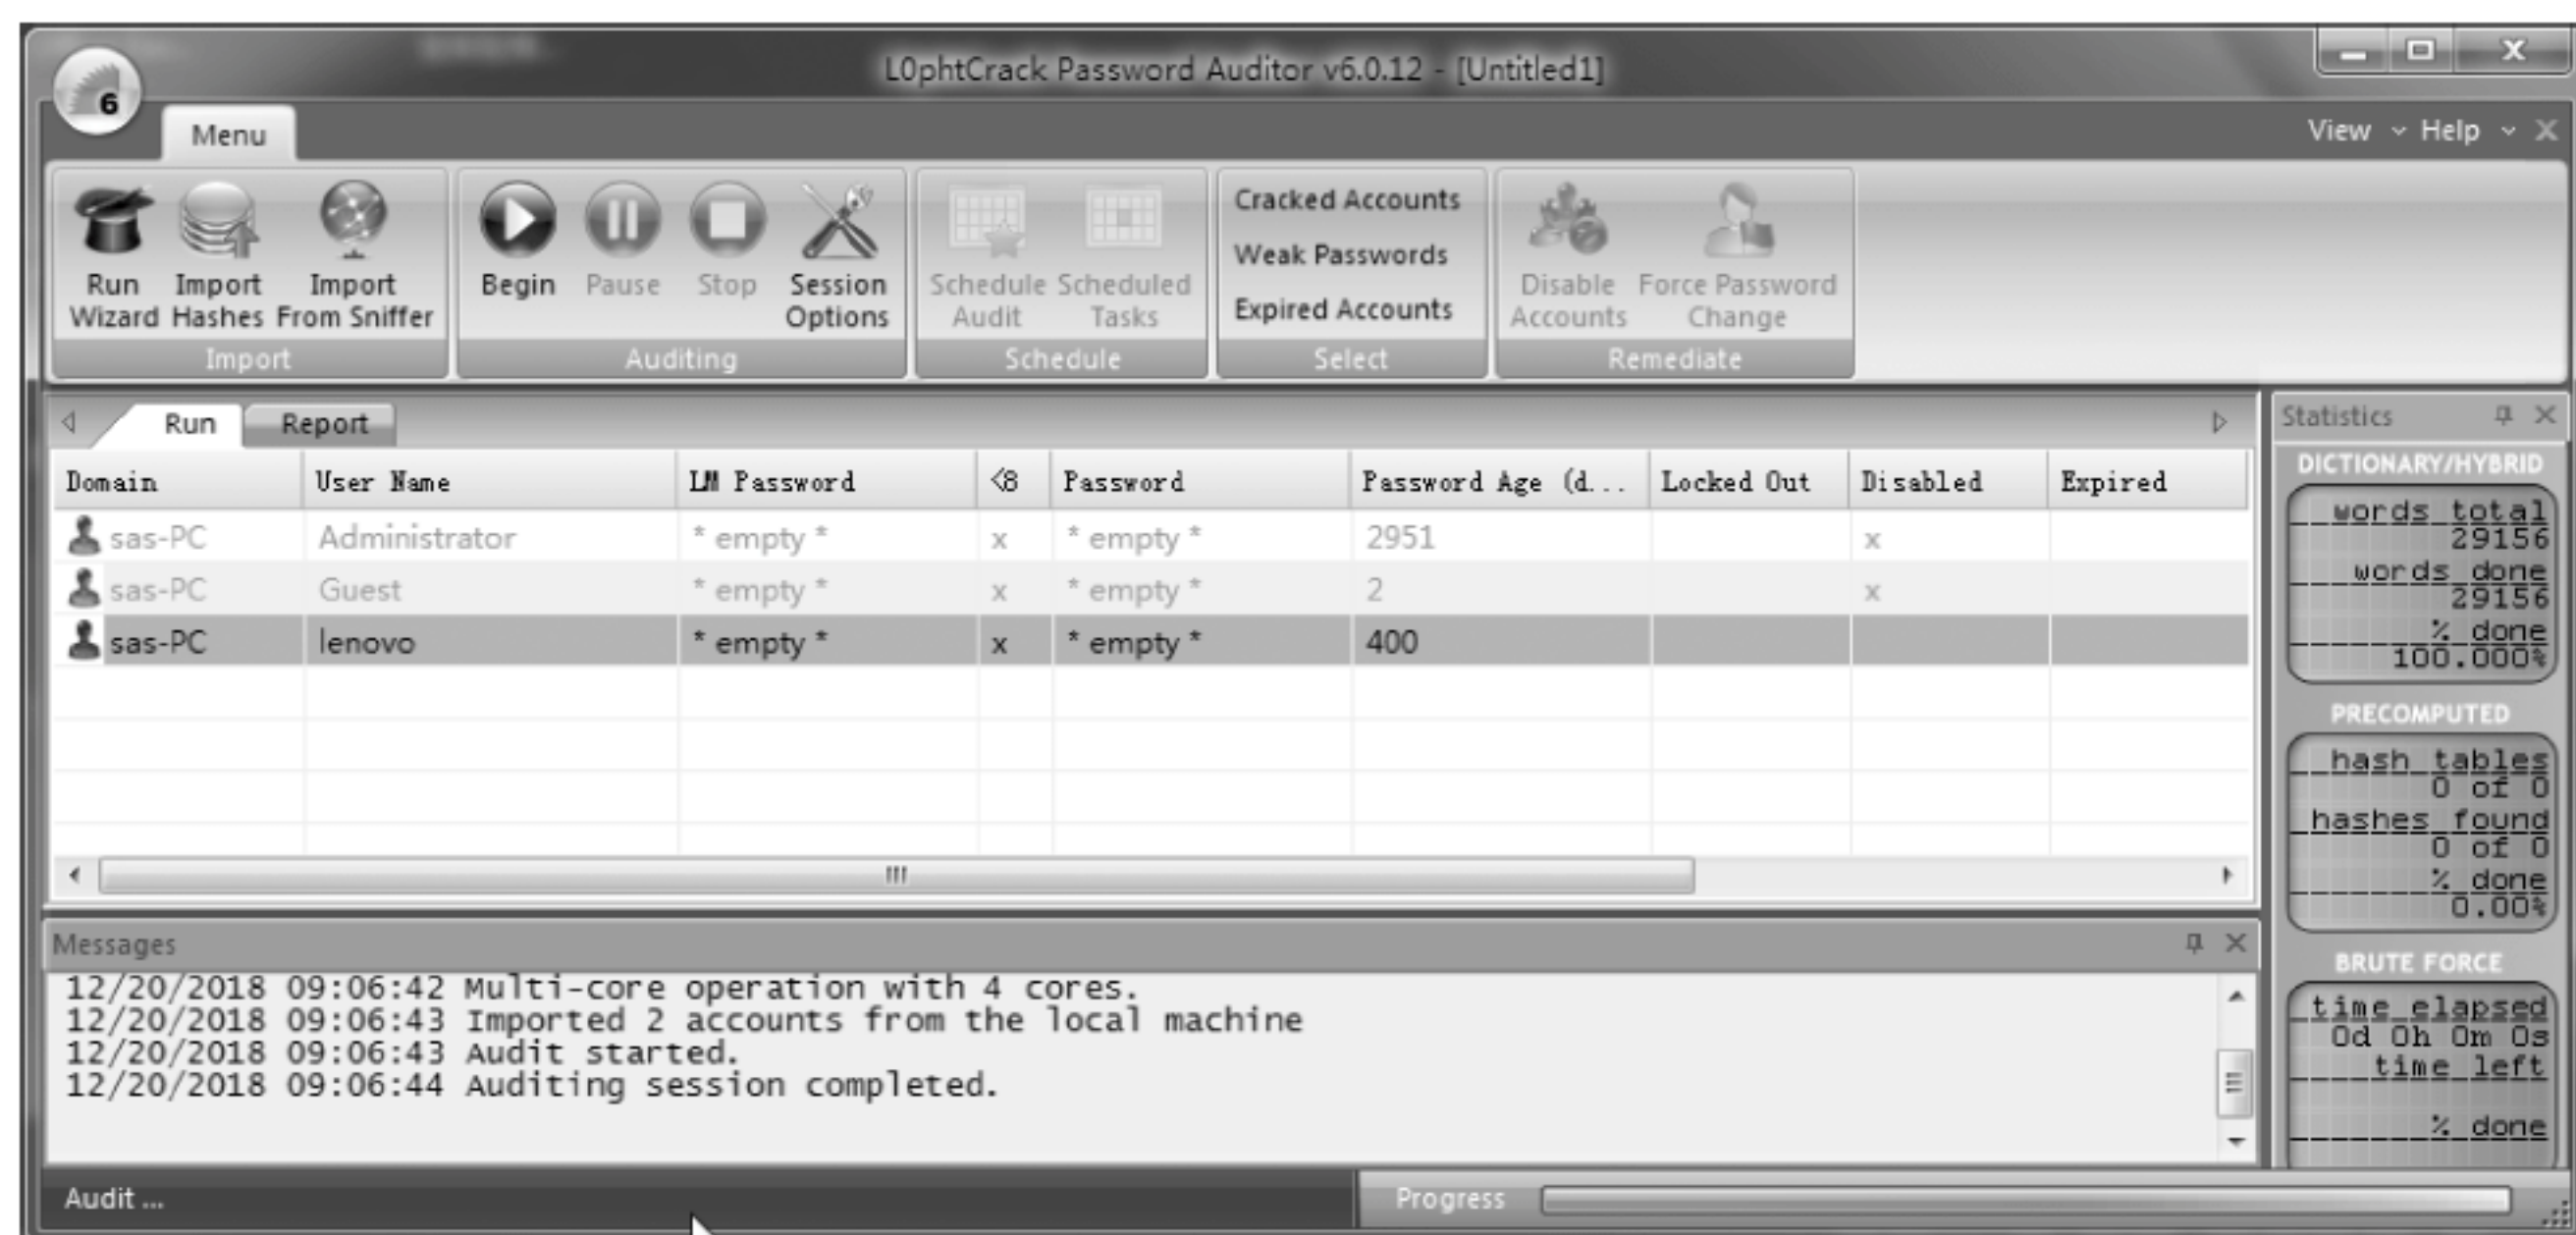 L0phtCrack Password Auditor v6.0.12 - [Untitled1]
6
Menu
View Help
Run Wizard
Import Hashes
Import From Sniffer
Import
Begin
Pause
Stop
Session Options
Auditing
Schedule Audit
Scheduled Tasks
Schedule
Cracked Accounts
Weak Passwords
Expired Accounts
Select
Disable Accounts
Force Password Change
Remediate
Run Report
Domain User Name LM Password <8 Password Password Age (d... Locked Out Disabled Expired
sas-PC Administrator * empty * x * empty * 2951 x
sas-PC Guest * empty * x * empty * 2 x
sas-PC lenovo * empty * x * empty * 400
Messages
12/20/2018 09:06:42 Multi-core operation with 4 cores.
12/20/2018 09:06:43 Imported 2 accounts from the local machine
12/20/2018 09:06:43 Audit started.
12/20/2018 09:06:44 Auditing session completed.
Statistics
DICTIONARY/HYBRID
words total
29156
words done
29156
% done
100.000%
PRECOMPUTED
hash tables
0 of 0
hashes found
0 of 0
% done
0.00%
BRUTE FORCE
time elapsed
0d 0h 0m 0s
time left
% done
Audit ...
Progress